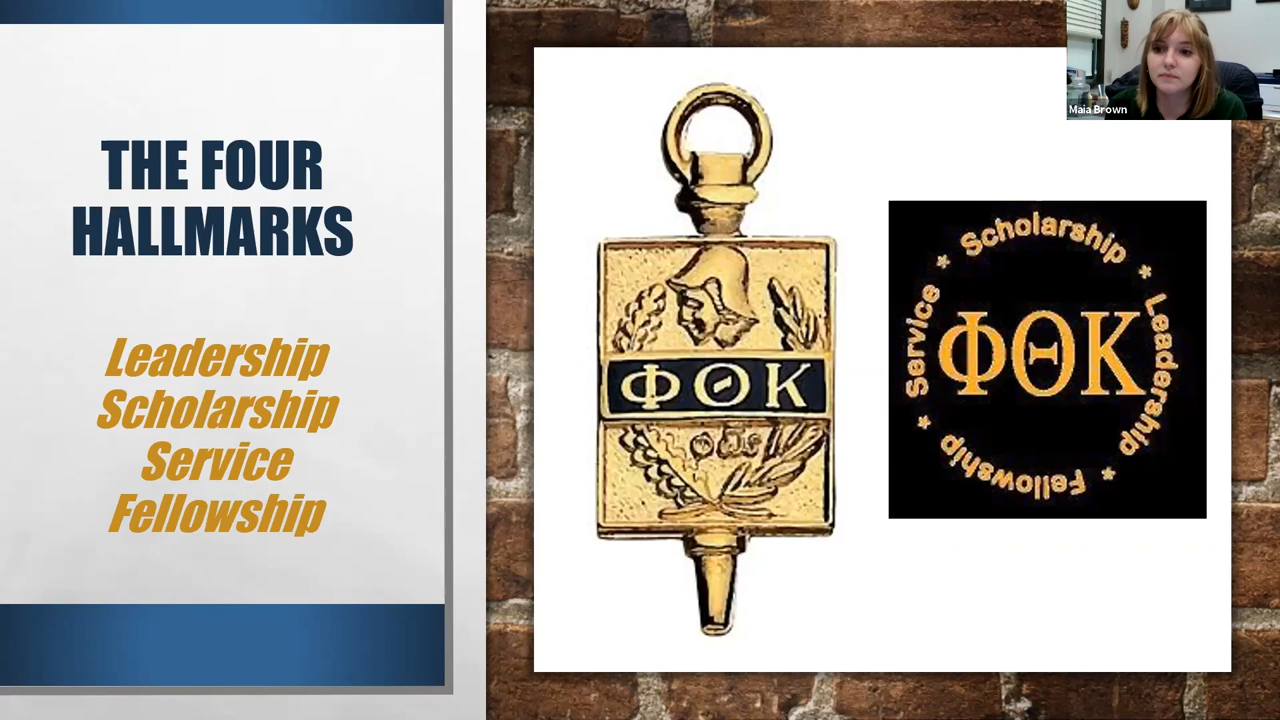 THE FOUR
HALLMARKS
Leadership
Scholarship
Service
Fellowship
ΦΘΚ
Scholarship * Leadership * Fellowship * Service *
ΦΘΚ
Maia Brown